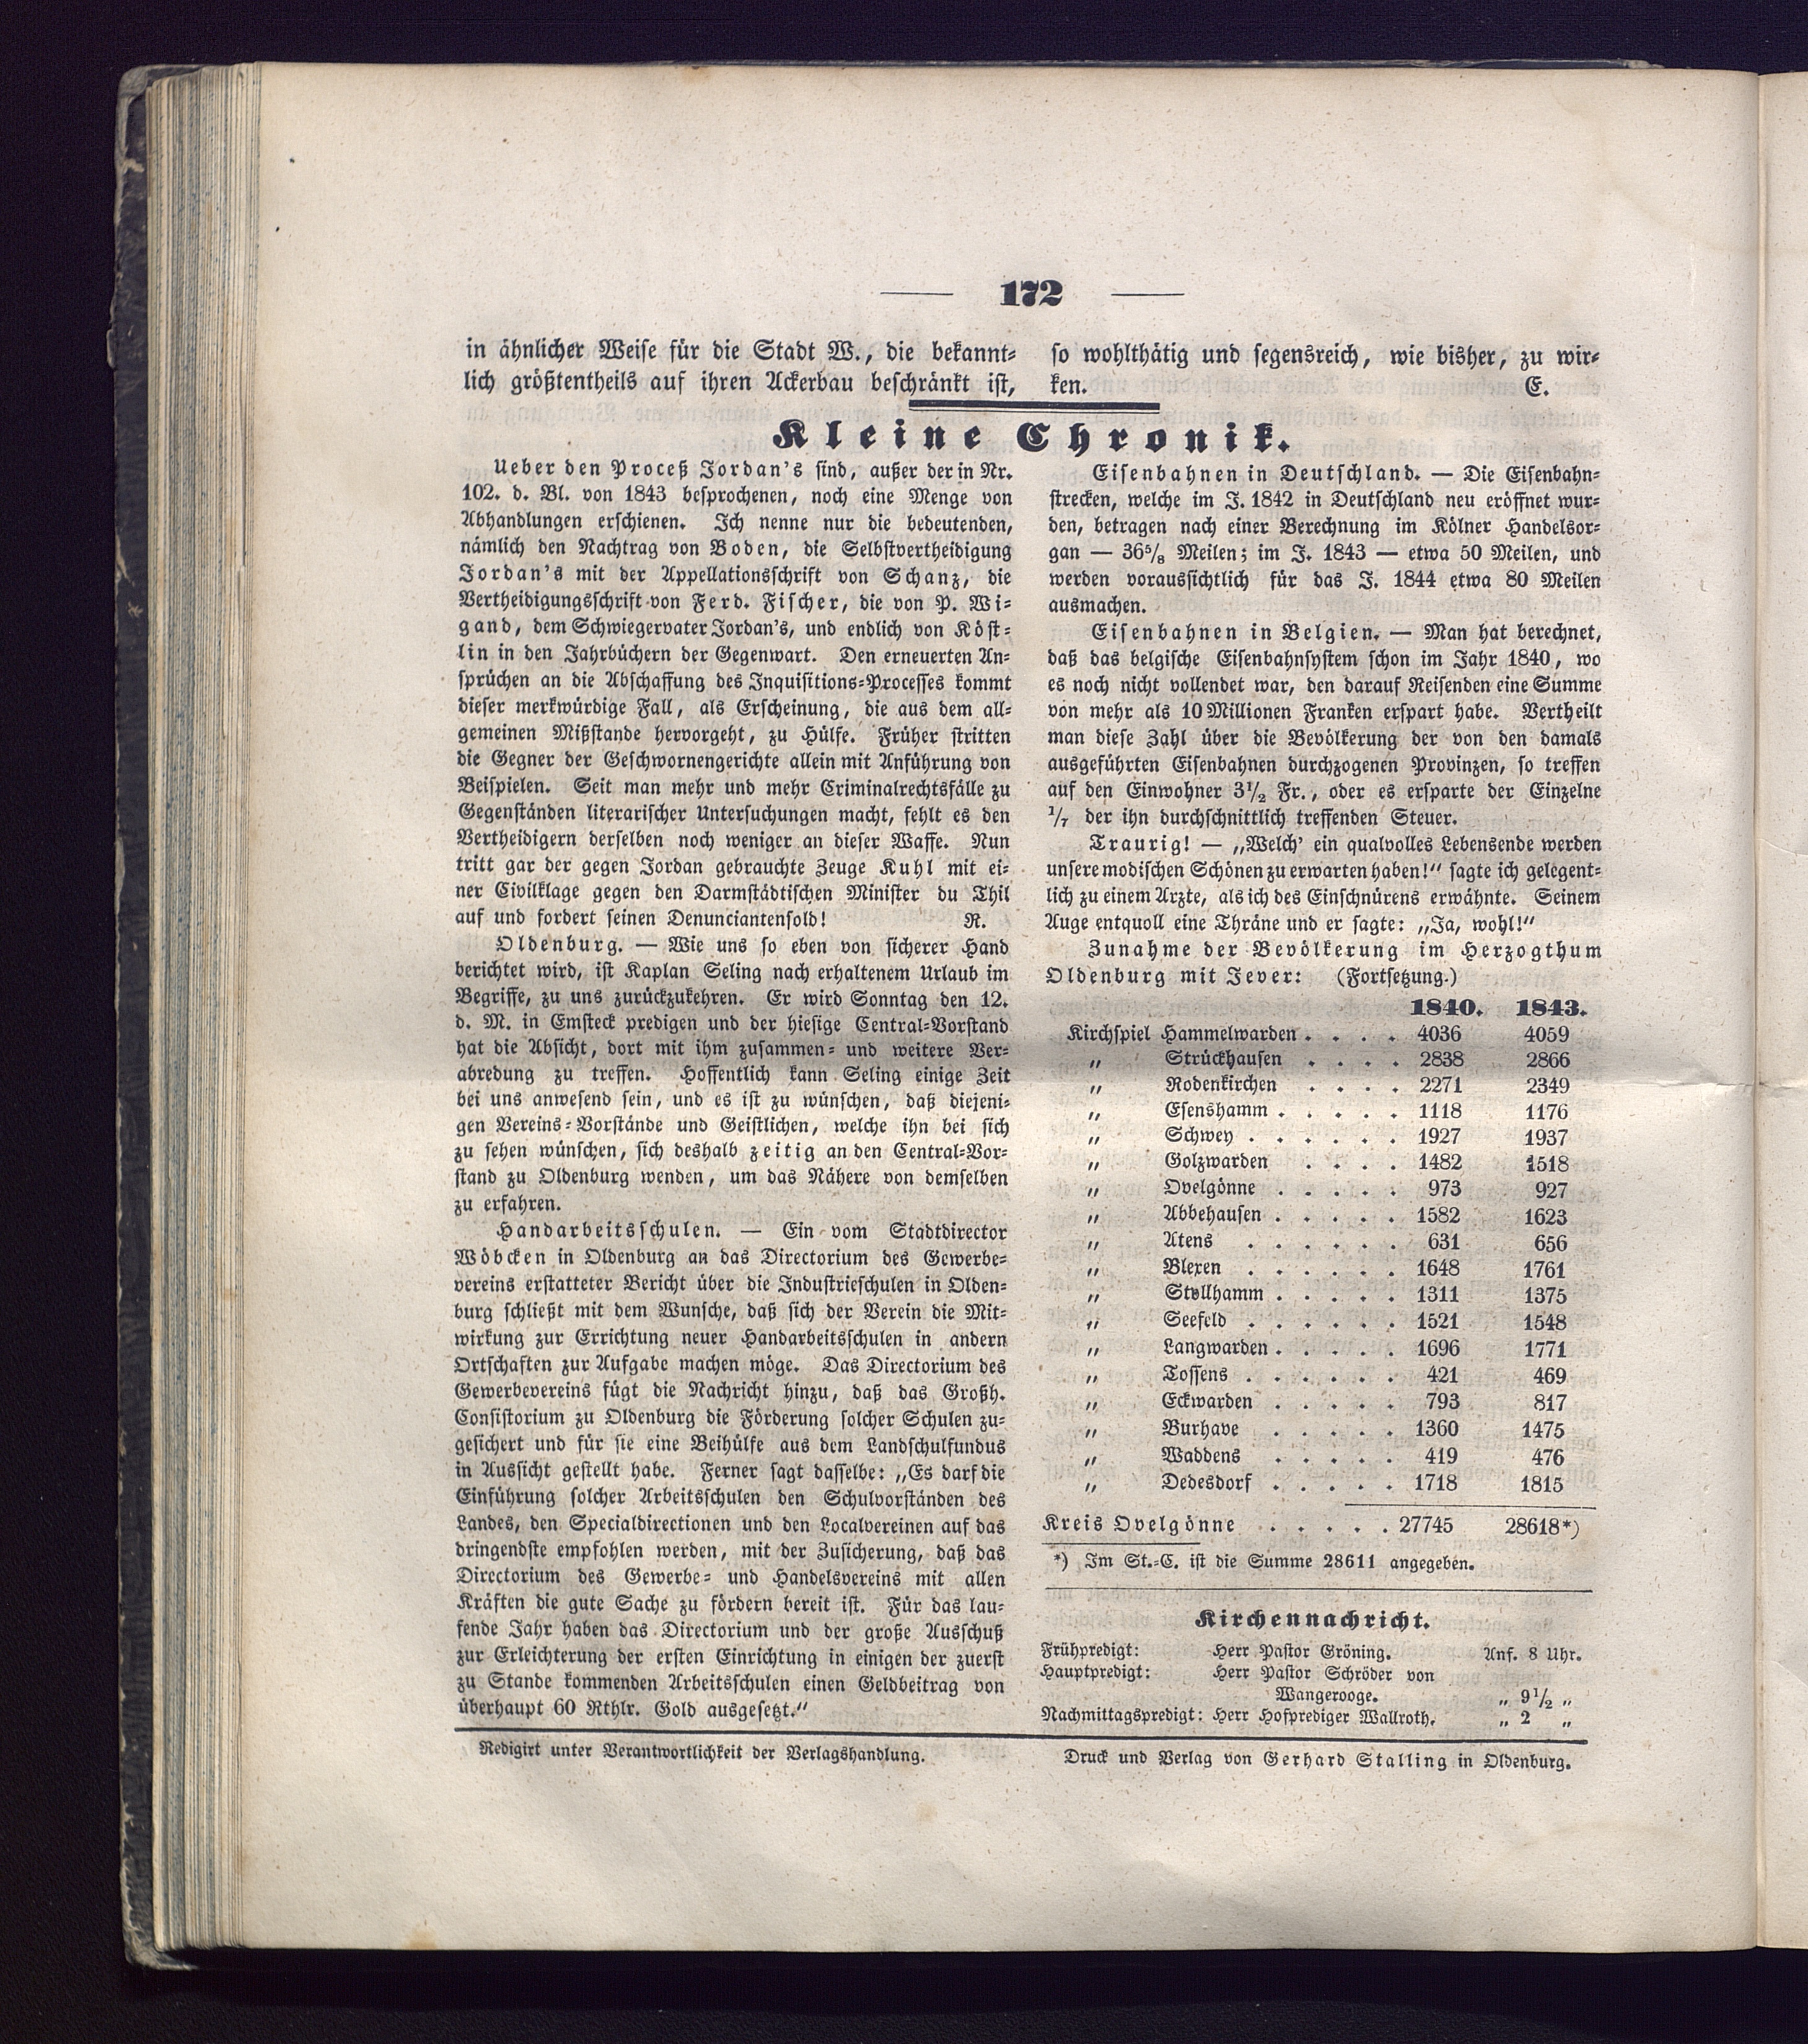 172
in ähnlicher Weise für die Stadt W., die bekannt-
lich größtentheils auf ihren Ackerbau beschränkt ist,
so wohlthätig und segensreich, wie bisher, zu wir-
ken. E.
Kleine Chronik.
Ueber den Proceß Jordan's sind, außer der in Nr.
102. d. Bl. von 1843 besprochenen, noch eine Menge von
Abhandlungen erschienen. Ich nenne nur die bedeutenden,
nämlich den Nachtrag von Boden, die Selbstvertheidigung
Jordan's mit der Appellationsschrift von Schanz, die
Vertheidigungsschrift von Ferd. Fischer, die von P. Wi-
gand, dem Schwiegervater Jordan's, und endlich von Köst-
lin in den Jahrbüchern der Gegenwart. Den erneuerten An-
sprüchen an die Abschaffung des Inquisitions-Processes kommt
dieser merkwürdige Fall, als Erscheinung, die aus dem all-
gemeinen Mißstande hervorgeht, zu Hülfe. Früher stritten
die Gegner der Geschwornengerichte allein mit Anführung von
Beispielen. Seit man mehr und mehr Criminalrechtsfälle zu
Gegenständen literarischer Untersuchungen macht, fehlt es den
Vertheidigern derselben noch weniger an dieser Waffe. Nun
tritt gar der gegen Jordan gebrauchte Zeuge Kuhl mit ei-
ner Civilklage gegen den Darmstädtischen Minister du Thil
auf und fordert seinen Denunciantensold! R.
Oldenburg. — Wie uns so eben von sicherer Hand
berichtet wird, ist Kaplan Seling nach erhaltenem Urlaub im
Begriffe, zu uns zurückzukehren. Er wird Sonntag den 12.
d. M. in Emsteck predigen und der hiesige Central-Vorstand
hat die Absicht, dort mit ihm zusammen- und weitere Ver-
abredung zu treffen. Hoffentlich kann Seling einige Zeit
bei uns anwesend sein, und es ist zu wünschen, daß diejeni-
gen Vereins-Vorstände und Geistlichen, welche ihn bei sich
zu sehen wünschen, sich deshalb zeitig an den Central-Vor-
stand zu Oldenburg wenden, um das Nähere von demselben
zu erfahren.
Handarbeitsschulen. — Ein vom Stadtdirector
Wöbcken in Oldenburg an das Directorium des Gewerbe-
vereins erstatteter Bericht über die Industrieschulen in Olden-
burg schließt mit dem Wunsche, daß sich der Verein die Mit-
wirkung zur Errichtung neuer Handarbeitsschulen in andern
Ortschaften zur Aufgabe machen möge. Das Directorium des
Gewerbevereins fügt die Nachricht hinzu, daß das Großh.
Consistorium zu Oldenburg die Förderung solcher Schulen zu-
gesichert und für sie eine Beihülfe aus dem Landschulfundus
in Aussicht gestellt habe. Ferner sagt dasselbe: „Es darf die
Einführung solcher Arbeitsschulen den Schulvorständen des
Landes, den Specialdirectionen und den Localvereinen auf das
dringendste empfohlen werden, mit der Zusicherung, daß das
Directorium des Gewerbe- und Handelsvereins mit allen
Kräften die gute Sache zu fördern bereit ist. Für das lau-
fende Jahr haben das Directorium und der große Ausschuß
zur Erleichterung der ersten Einrichtung in einigen der zuerst
zu Stande kommenden Arbeitsschulen einen Geldbeitrag von
überhaupt 60 Rthlr. Gold ausgesetzt.“
Eisenbahnen in Deutschland. — Die Eisenbahn-
strecken, welche im J. 1842 in Deutschland neu eröffnet wur-
den, betragen nach einer Berechnung im Kölner Handelsor-
gan — 36⁵/₈ Meilen; im J. 1843 — etwa 50 Meilen, und
werden voraussichtlich für das J. 1844 etwa 80 Meilen
ausmachen.
Eisenbahnen in Belgien. — Man hat berechnet,
daß das belgische Eisenbahnsystem schon im Jahr 1840, wo
es noch nicht vollendet war, den darauf Reisenden eine Summe
von mehr als 10 Millionen Franken erspart habe. Vertheilt
man diese Zahl über die Bevölkerung der von den damals
ausgeführten Eisenbahnen durchzogenen Provinzen, so treffen
auf den Einwohner 3¹/₂ Fr., oder es ersparte der Einzelne
¹/₇ der ihn durchschnittlich treffenden Steuer.
Traurig! — „Welch' ein qualvolles Lebensende werden
unsere modischen Schönen zu erwarten haben!“ sagte ich gelegent-
lich zu einem Arzte, als ich des Einschnürens erwähnte. Seinem
Auge entquoll eine Thräne und er sagte: „Ja, wohl!“
Zunahme der Bevölkerung im Herzogthum
Oldenburg mit Jever: (Fortsetzung.)
1840. 1843.
Kirchspiel Hammelwarden . . . . 4036 4059
„ Strückhausen . . . . 2838 2866
„ Rodenkirchen . . . . 2271 2349
„ Esenshamm . . . . . 1118 1176
„ Schwey . . . . . . 1927 1937
„ Golzwarden . . . . 1482 1518
„ Ovelgönne . . . . . 973 927
„ Abbehausen . . . . . 1582 1623
„ Atens . . . . . . 631 656
„ Blexen . . . . . . 1648 1761
„ Stollhamm . . . . . 1311 1375
„ Seefeld . . . . . . 1521 1548
„ Langwarden . . . . . 1696 1771
„ Tossens . . . . . . 421 469
„ Eckwarden . . . . . 793 817
„ Burhave . . . . . 1360 1475
„ Waddens . . . . . 419 476
„ Dedesdorf . . . . . 1718 1815
Kreis Ovelgönne . . . . . 27745 28618*)
*) Im St.-C. ist die Summe 28611 angegeben.
Kirchennachricht.
Frühpredigt: Herr Pastor Gröning. Anf. 8 Uhr.
Hauptpredigt: Herr Pastor Schröder von
Wangerooge. „ 9¹/₂ „
Nachmittagspredigt: Herr Hofprediger Wallroth. „ 2 „
Redigirt unter Verantwortlichkeit der Verlagshandlung.
Druck und Verlag von Gerhard Stalling in Oldenburg.